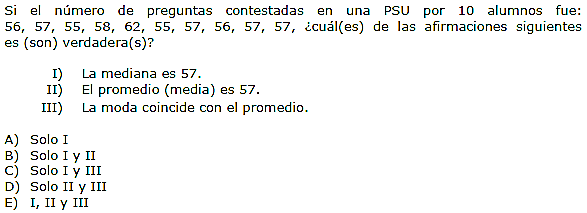 Si el número de preguntas contestadas en una PSU por 10 alumnos fue:
56, 57, 55, 58, 62, 55, 57, 56, 57, 57, ¿cuál(es) de las afirmaciones siguientes
es (son) verdadera(s)?
I) La mediana es 57.
II) El promedio (media) es 57.
III) La moda coincide con el promedio.
A) Solo I
B) Solo I y II
C) Solo I y III
D) Solo II y III
E) I, II y III